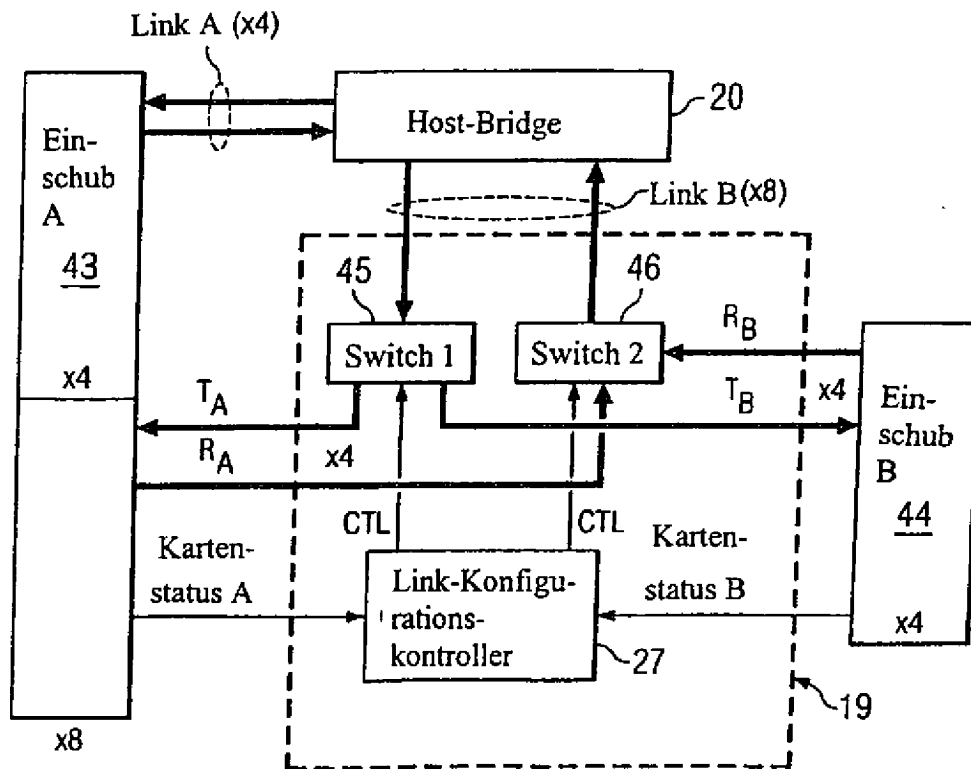 Link A (x4)
Host-Bridge
20
Ein-
schub
A
43
x4
Link B (x8)
45
46
Switch 1
Switch 2
R_B
T_B
x4
T_A
R_A
x4
Ein-
schub
B
44
x4
CTL
CTL
Karten-
status A
Link-Konfigu-
rations-
kontroller
27
Karten-
status B
19
x8